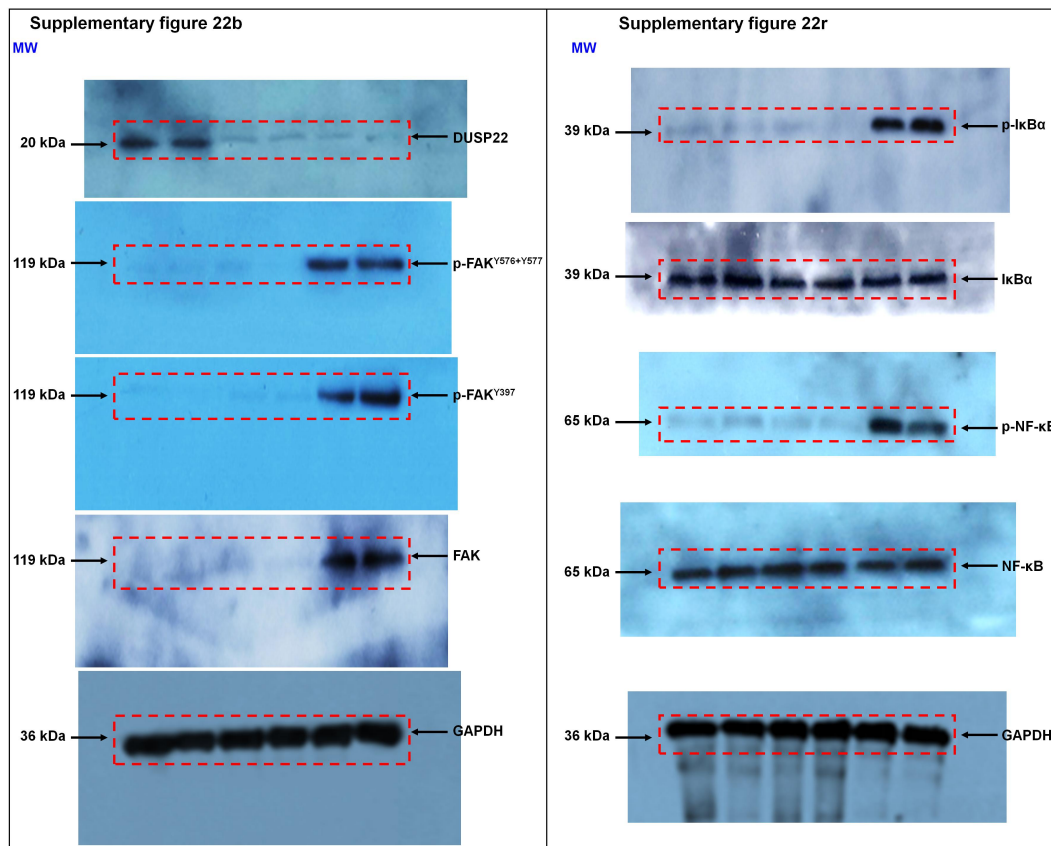 Supplementary figure 22b
MW
20 kDa
DUSP22
119 kDa
p-FAKY576+Y577
119 kDa
p-FAKY397
119 kDa
FAK
36 kDa
GAPDH
Supplementary figure 22r
MW
39 kDa
p-IκBα
39 kDa
IκBα
65 kDa
p-NF-κB
65 kDa
NF-κB
36 kDa
GAPDH